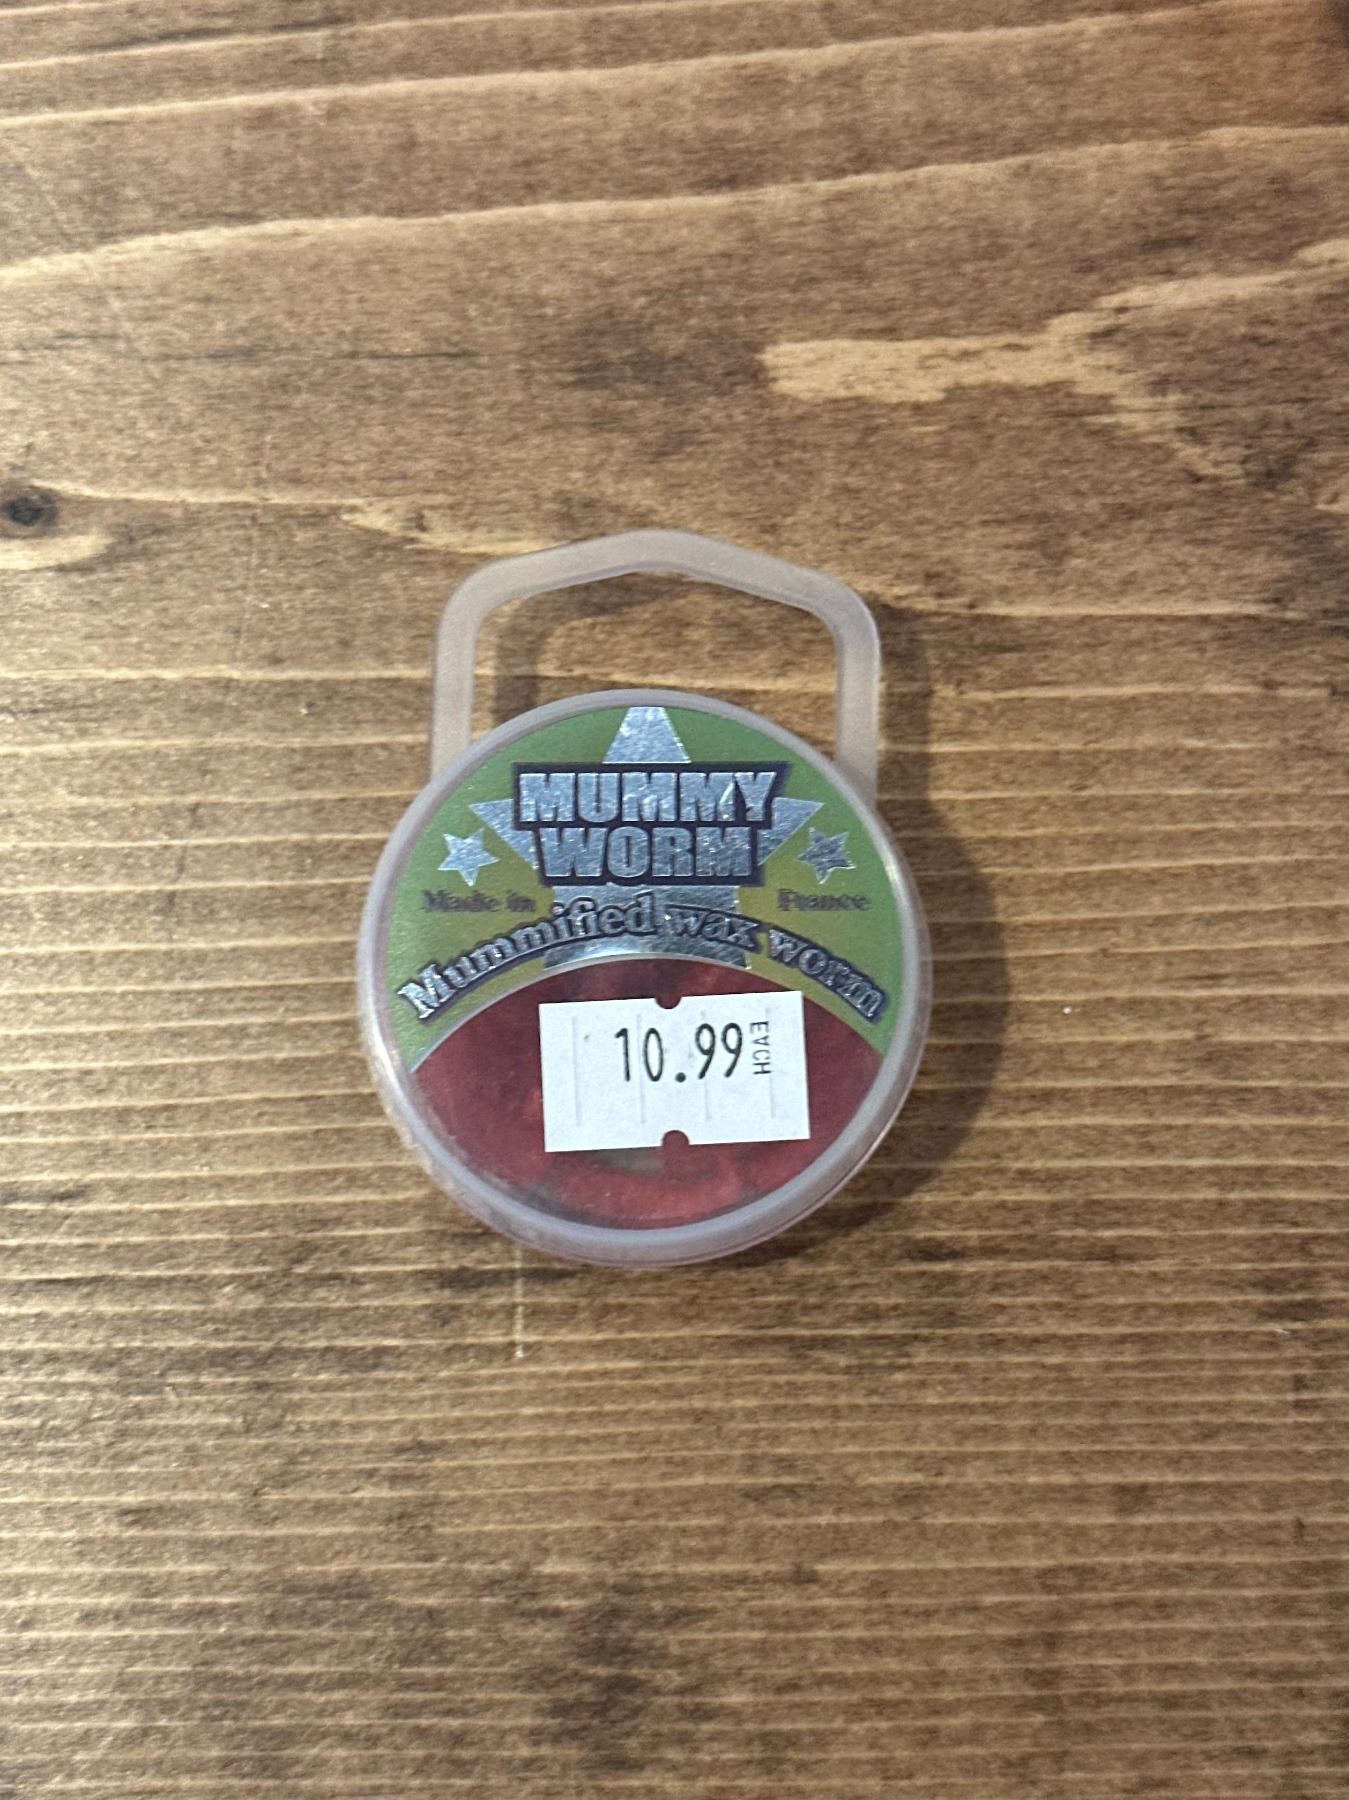 MUMMY
WORM
Made in France
Mummified wax worm
10.99 EACH